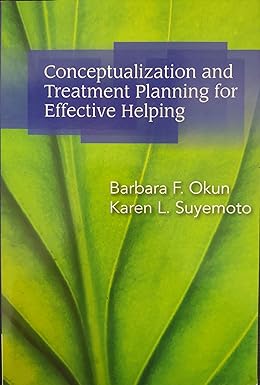 Conceptualization and
Treatment Planning for
Effective Helping
Barbara F. Okun
Karen L. Suyemoto